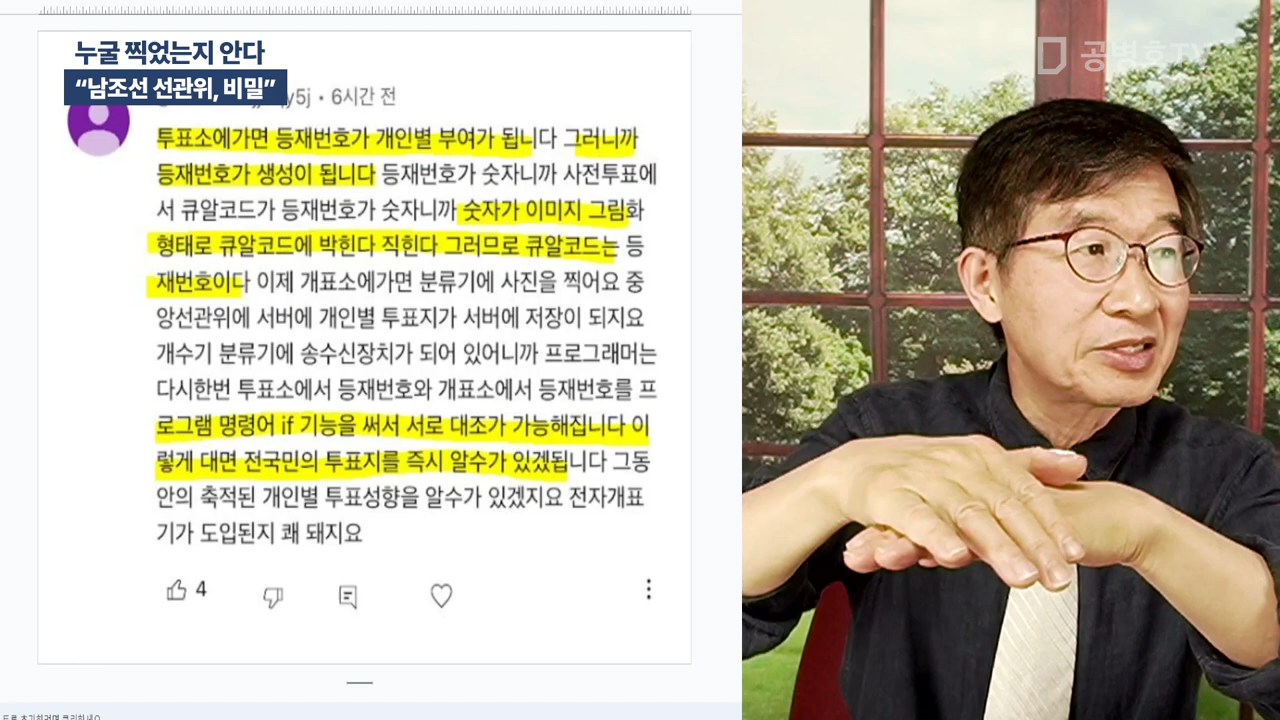 누굴 찍었는지 안다
“남조선 선관위, 비밀”
y5j • 6시간 전
공병호TV
투표소에가면 등재번호가 개인별 부여가 됩니다 그러니까
등재번호가 생성이 됩니다 등재번호가 숫자니까 사전투표에
서 큐알코드가 등재번호가 숫자니까 숫자가 이미지 그림화
형태로 큐알코드에 박힌다 직힌다 그러므로 큐알코드는 등
재번호이다 이제 개표소에가면 분류기에 사진을 찍어요 중
앙선관위에 서버에 개인별 투표지가 서버에 저장이 되지요
개수기 분류기에 송수신장치가 되어 있어니까 프로그래머는
다시한번 투표소에서 등재번호와 개표소에서 등재번호를 프
로그램 명령어 if 기능을 써서 서로 대조가 가능해집니다 이
렇게 대면 전국민의 투표지를 즉시 알수가 있겠됩니다 그동
안의 축적된 개인별 투표성향을 알수가 있겠지요 전자개표
기가 도입된지 꽤 돼지요
4